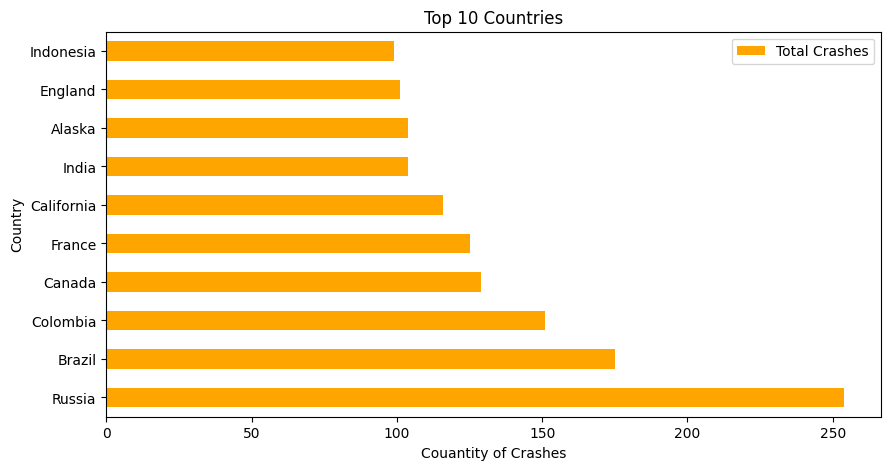 Top 10 Countries
Total Crashes
Country
Indonesia
England
Alaska
India
California
France
Canada
Colombia
Brazil
Russia
0 50 100 150 200 250
Couantity of Crashes